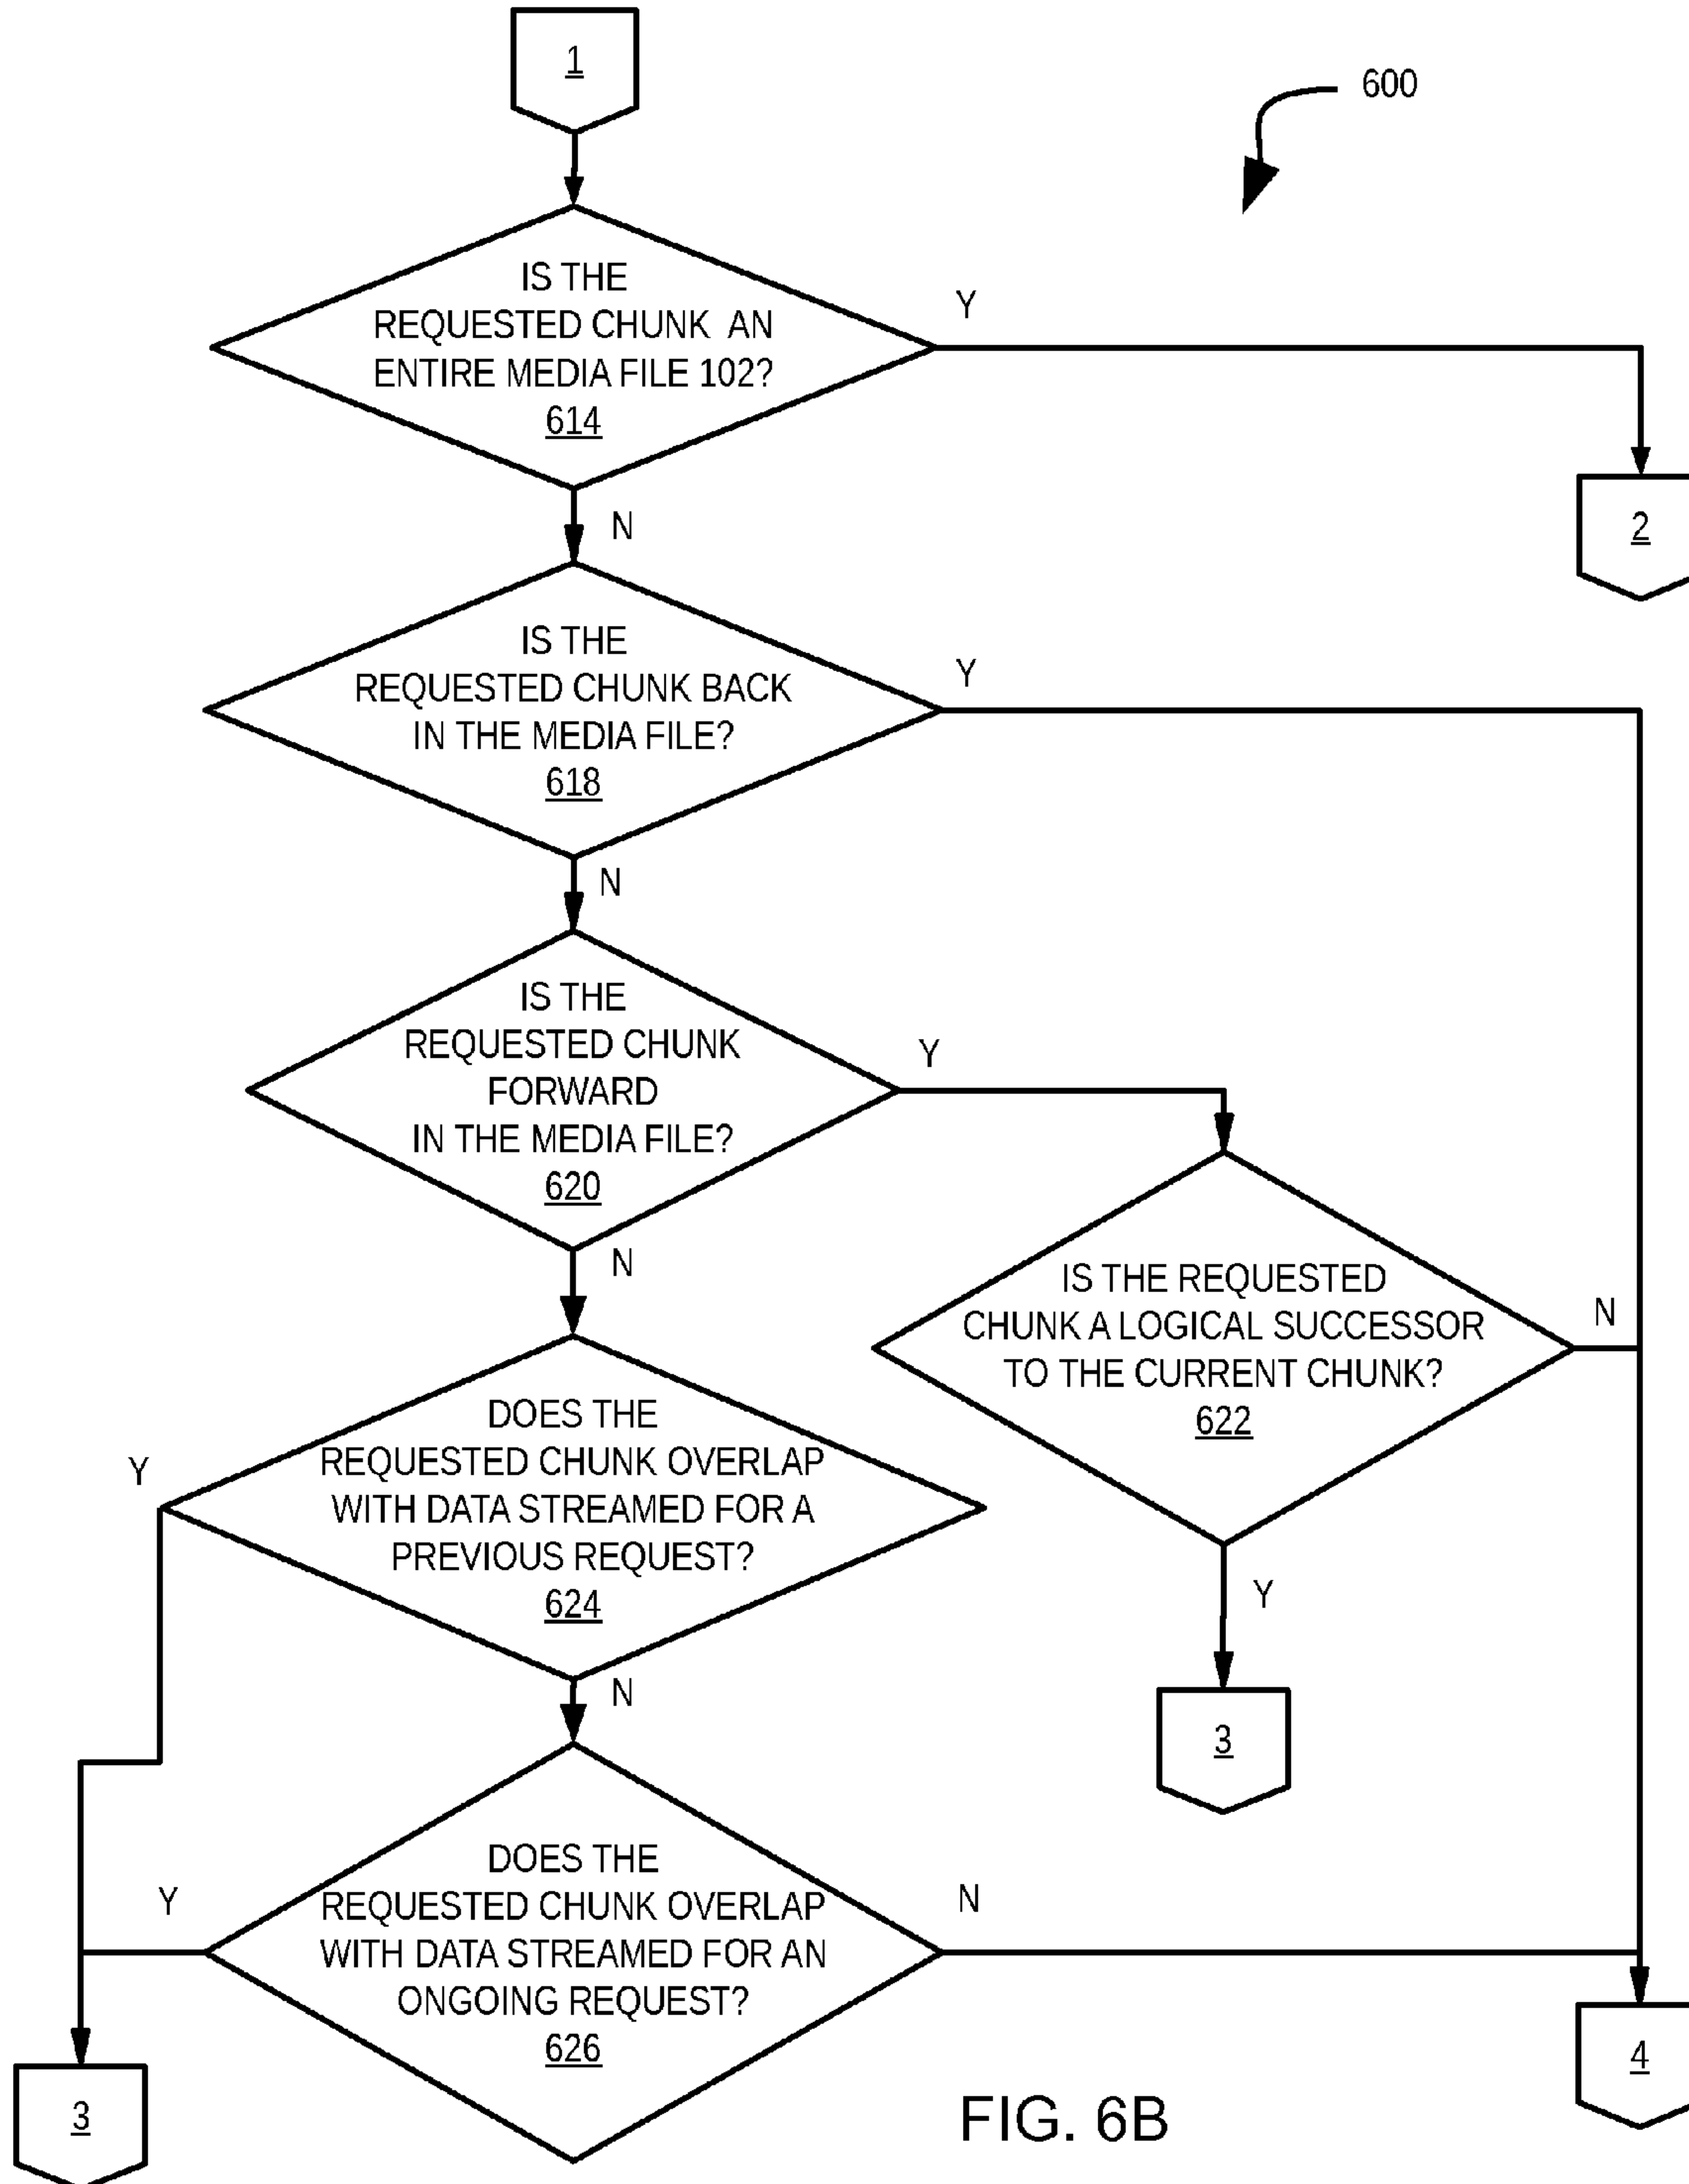 1
600
IS THE
REQUESTED CHUNK AN
ENTIRE MEDIA FILE 102?
614
Y
N
2
IS THE
REQUESTED CHUNK BACK
IN THE MEDIA FILE?
618
Y
N
IS THE
REQUESTED CHUNK
FORWARD
IN THE MEDIA FILE?
620
Y
N
IS THE REQUESTED
CHUNK A LOGICAL SUCCESSOR
TO THE CURRENT CHUNK?
622
N
Y
3
DOES THE
REQUESTED CHUNK OVERLAP
WITH DATA STREAMED FOR A
PREVIOUS REQUEST?
624
Y
N
DOES THE
REQUESTED CHUNK OVERLAP
WITH DATA STREAMED FOR AN
ONGOING REQUEST?
626
Y
N
3
4
FIG. 6B